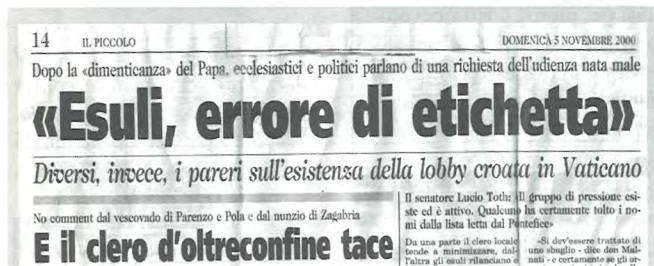 14 IL PICCOLO DOMENICA 5 NOVEMBRE 2000
Dopo la «dimenticanza» del Papa, ecclesiastici e politici parlano di una richiesta dell'udienza nata male
«Esuli, errore di etichetta»
Diversi, invece, i pareri sull'esistenza della lobby croata in Vaticano
No comment dal vescovado di Parenzo e Pola e dal nunzio di Zagabria
E il clero d'oltreconfine tace
Il senatore Lucio Toth: «Il gruppo di pressione esi-
ste ed è attivo. Qualcuno ha certamente tolto i no-
mi dalla lista letta dal Pontefice»
Da una parte il clero locale
tende a minimizzare, dal-
l'altra gli esuli rilanciano e
«Si dev'essere trattato di
uno sbaglio - dice don Mal-
nati - e certamente se gli or-